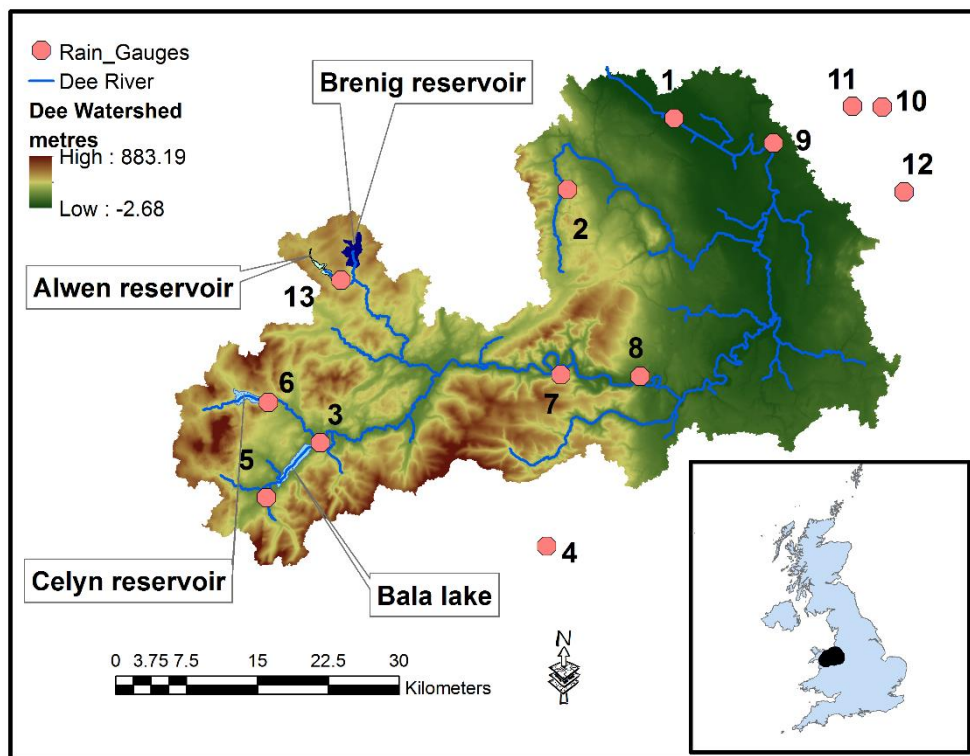 Rain_Gauges
Dee River
Dee Watershed
metres
High : 883.19
Low : -2.68
Brenig reservoir
Alwen reservoir
Celyn reservoir
Bala lake
1
11
10
9
12
2
13
6
3
7
8
5
4
N
0 3.75 7.5 15 22.5 30
Kilometers